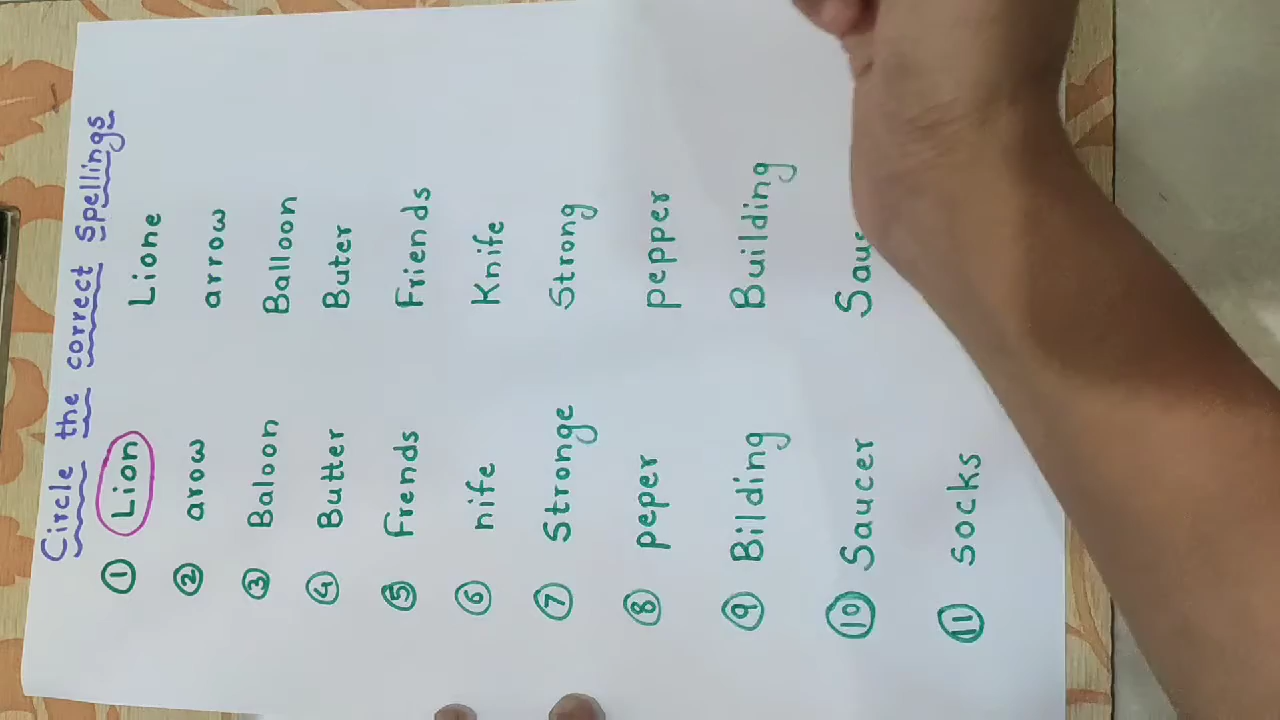 Circle the correct Spellings
① Lion Lione
② arow arrow
③ Baloon Balloon
④ Butter Buter
⑤ Frends Friends
⑥ nife Knife
⑦ Stronge Strong
⑧ peper pepper
⑨ Bilding Building
⑩ Saucer
⑪ socks